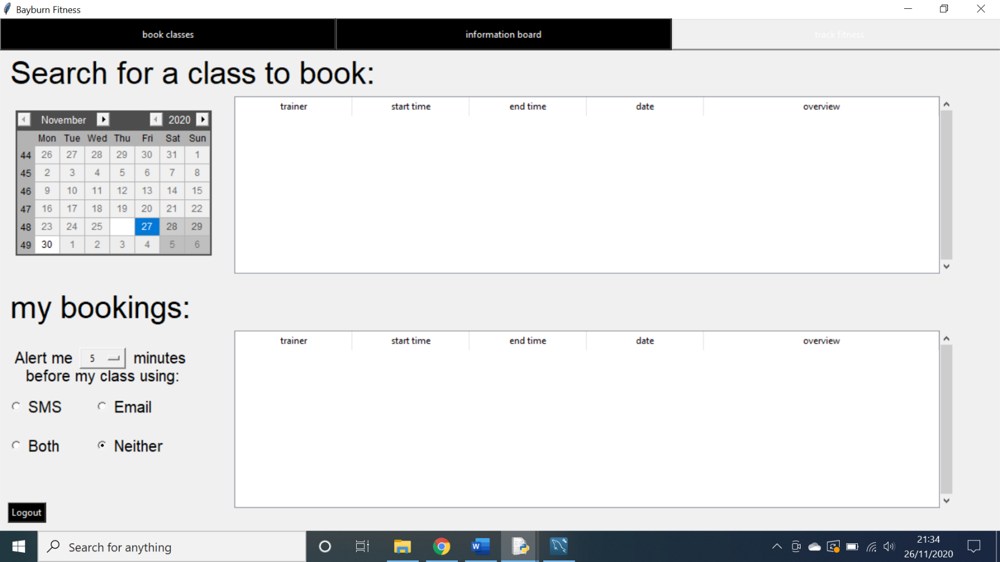 Bayburn Fitness
book classes information board track fitness
Search for a class to book:
November 2020
Mon Tue Wed Thu Fri Sat Sun
44 26 27 28 29 30 31 1
45 2 3 4 5 6 7 8
46 9 10 11 12 13 14 15
47 16 17 18 19 20 21 22
48 23 24 25 27 28 29
49 30 1 2 3 4 5 6
trainer start time end time date overview
my bookings:
Alert me 5 minutes
before my class using:
SMS Email
Both Neither
trainer start time end time date overview
Logout
Search for anything
W
21:34
26/11/2020